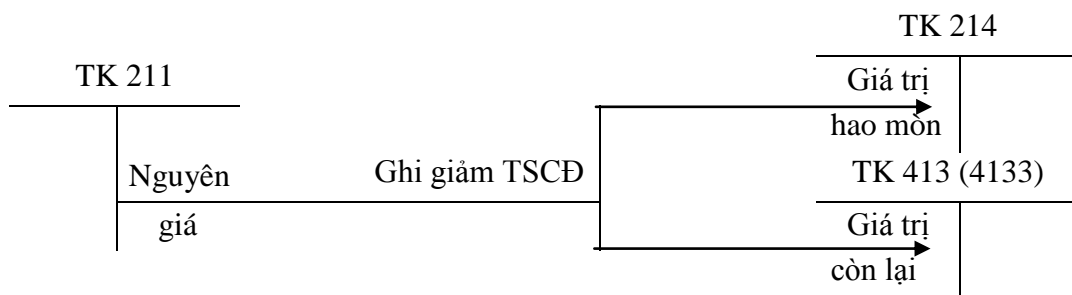 TK 214
TK 211
Giá trị
hao mòn
Nguyên
Ghi giảm TSCĐ
TK 413 (4133)
giá
Giá trị
còn lại